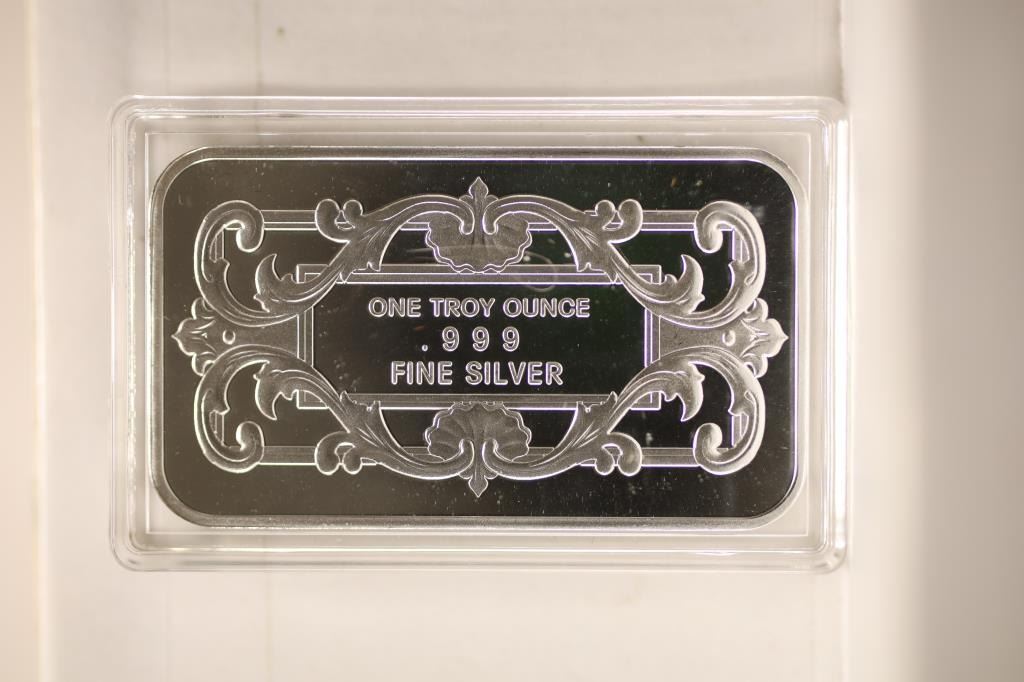 ONE TROY OUNCE
.999
FINE SILVER